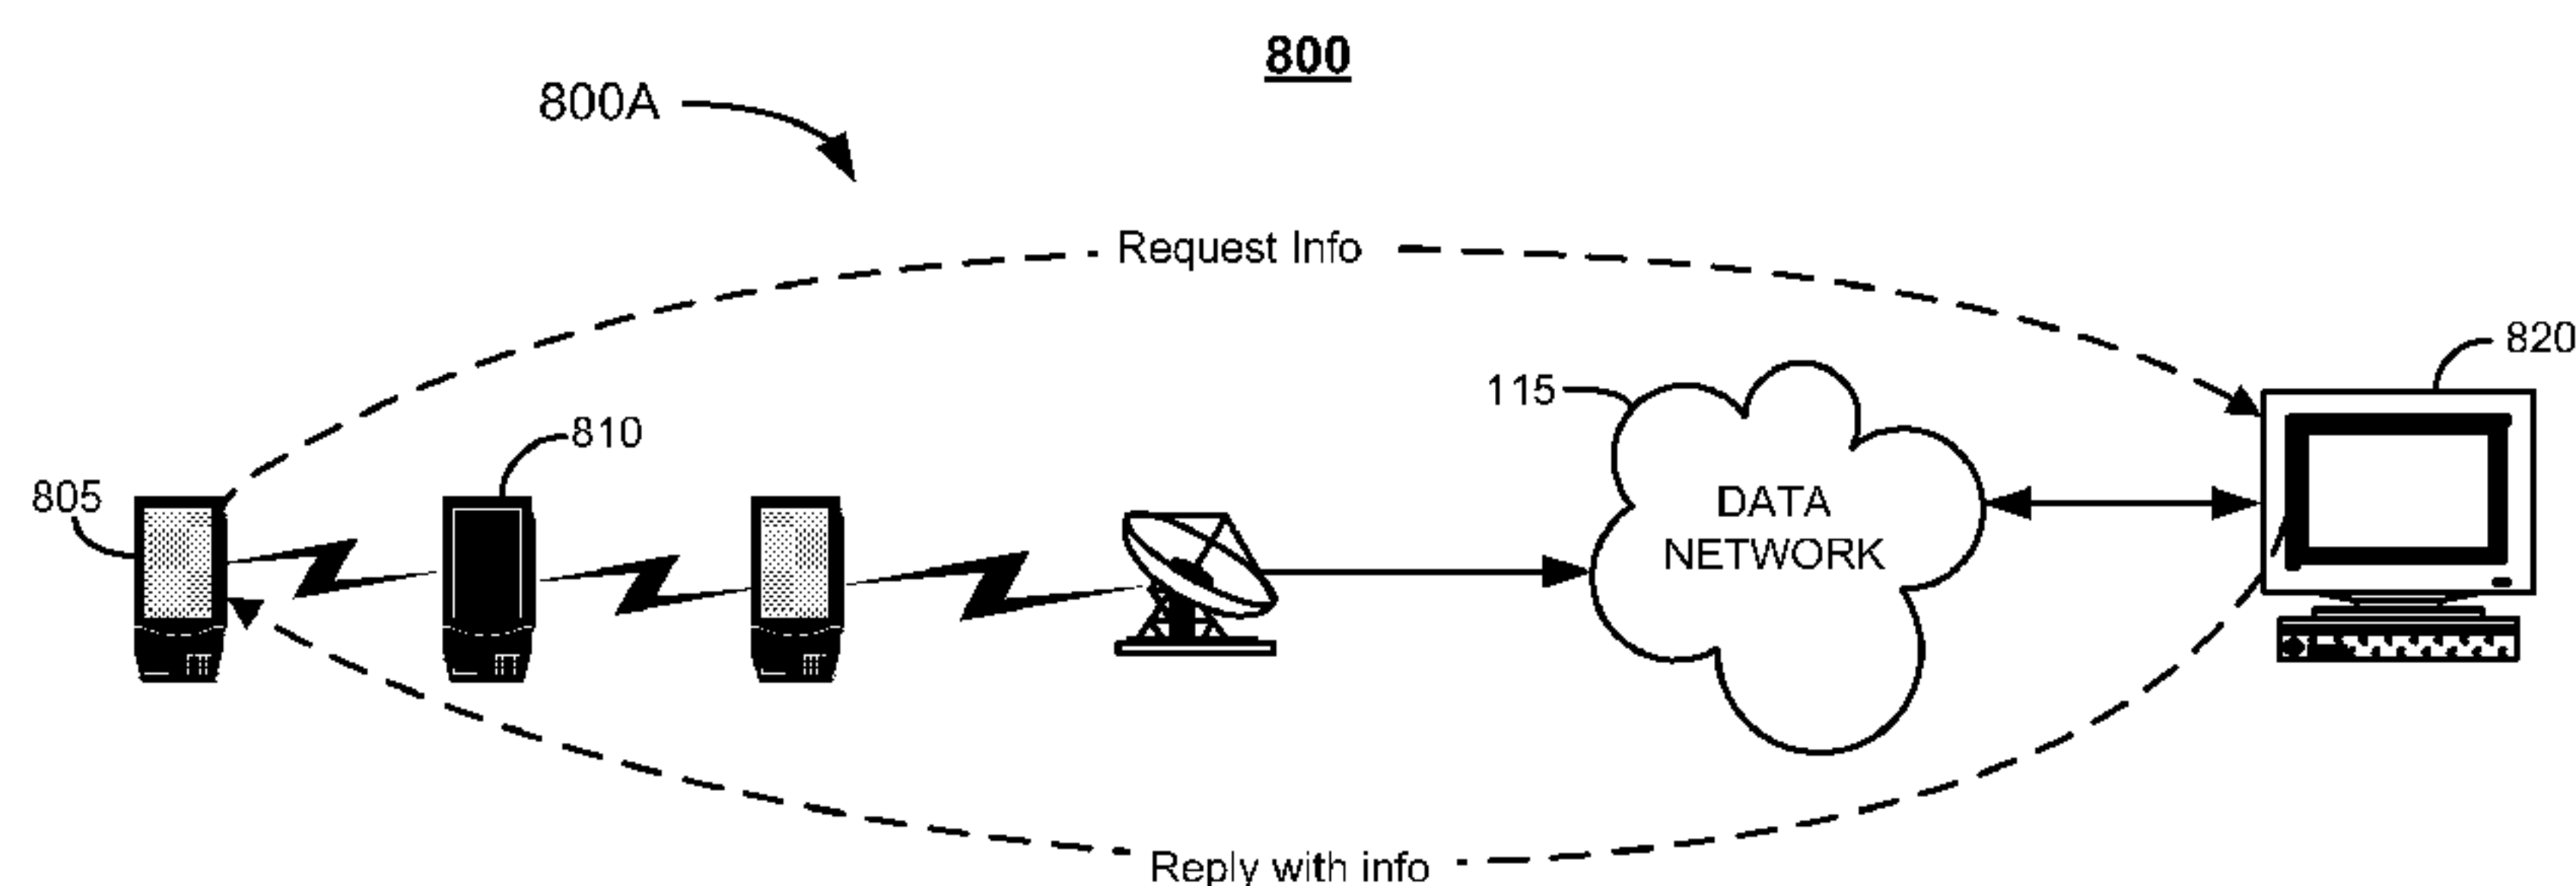 800
800A
Request Info
820
115
810
805
DATA
NETWORK
Reply with info